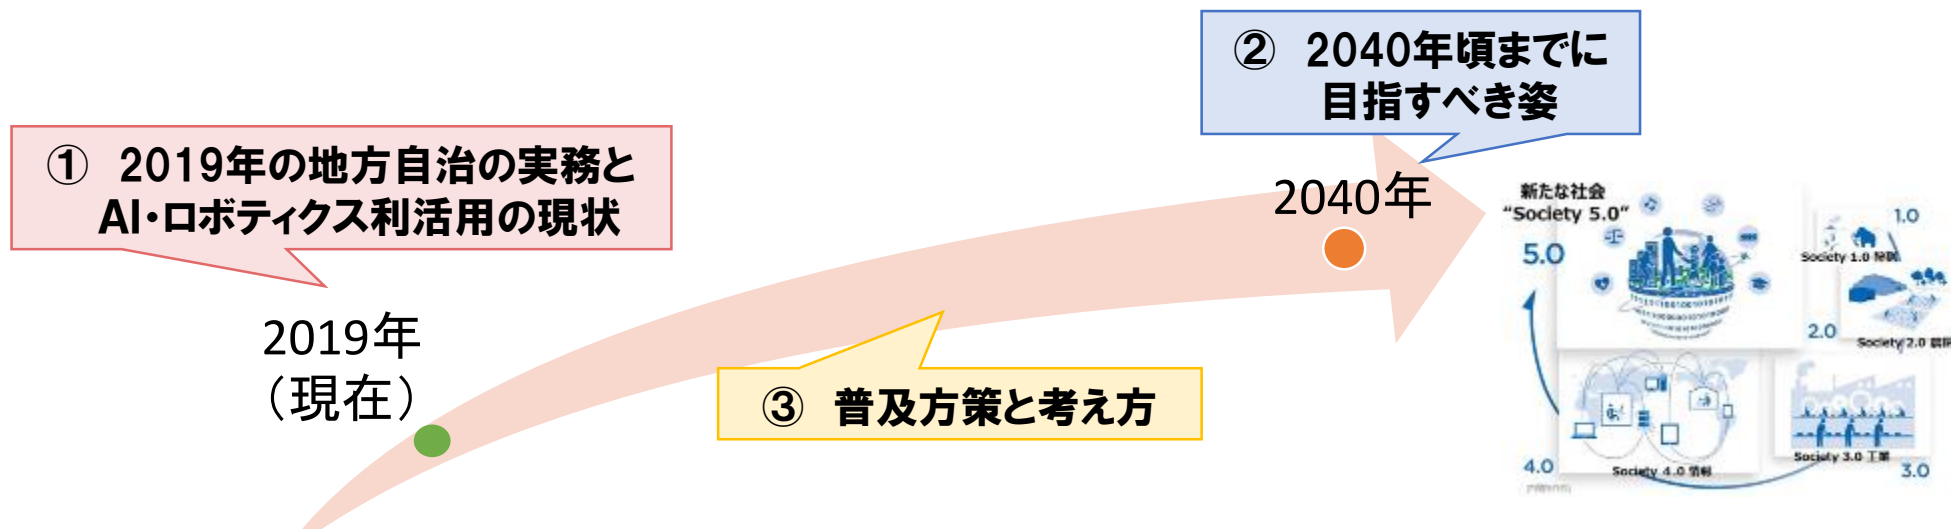 ① 2019年の地方自治の実務と
AI・ロボティクス利活用の現状
2019年
（現在）
② 2040年頃までに
目指すべき姿
2040年
③ 普及方策と考え方
新たな社会
“Society 5.0”
5.0
1.0
Society 1.0
2.0
Society 2.0
4.0
Society 4.0 情報
Society 3.0 工業
3.0